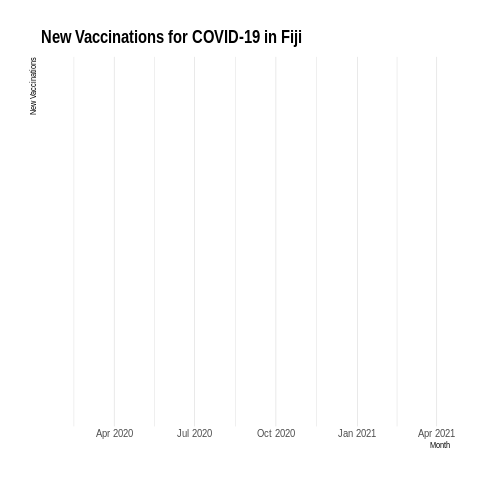 New Vaccinations for COVID-19 in Fiji
New Vaccinations
Apr 2020 Jul 2020 Oct 2020 Jan 2021 Apr 2021
Month